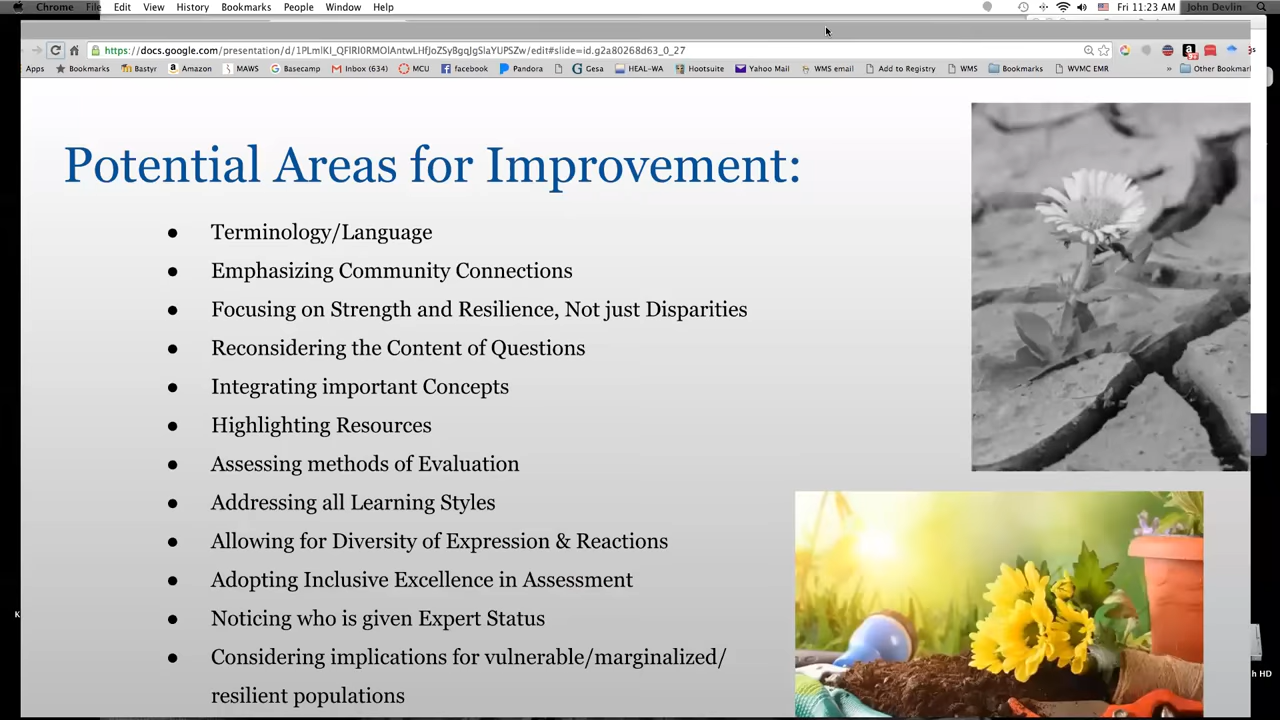 Chrome File Edit View History Bookmarks People Window Help Fri 11:23 AM John Devlin
https://docs.google.com/presentation/d/1PLmIKI_QFlRI0RMOlAntwLHfJoZSyBgqJgSlaYUPSZw/edit#slide=id.g2a80268d63_0_27
Apps Bookmarks Bastyr Amazon MAWS Basecamp Inbox (634) MCU facebook Pandora Gesa HEAL-WA Hootsuite Yahoo Mail WMS email Add to Registry WMS Bookmarks WVMC EMR » Other Bookmar
Potential Areas for Improvement:
● Terminology/Language
● Emphasizing Community Connections
● Focusing on Strength and Resilience, Not just Disparities
● Reconsidering the Content of Questions
● Integrating important Concepts
● Highlighting Resources
● Assessing methods of Evaluation
● Addressing all Learning Styles
● Allowing for Diversity of Expression & Reactions
● Adopting Inclusive Excellence in Assessment
● Noticing who is given Expert Status
● Considering implications for vulnerable/marginalized/
resilient populations
K
h HD